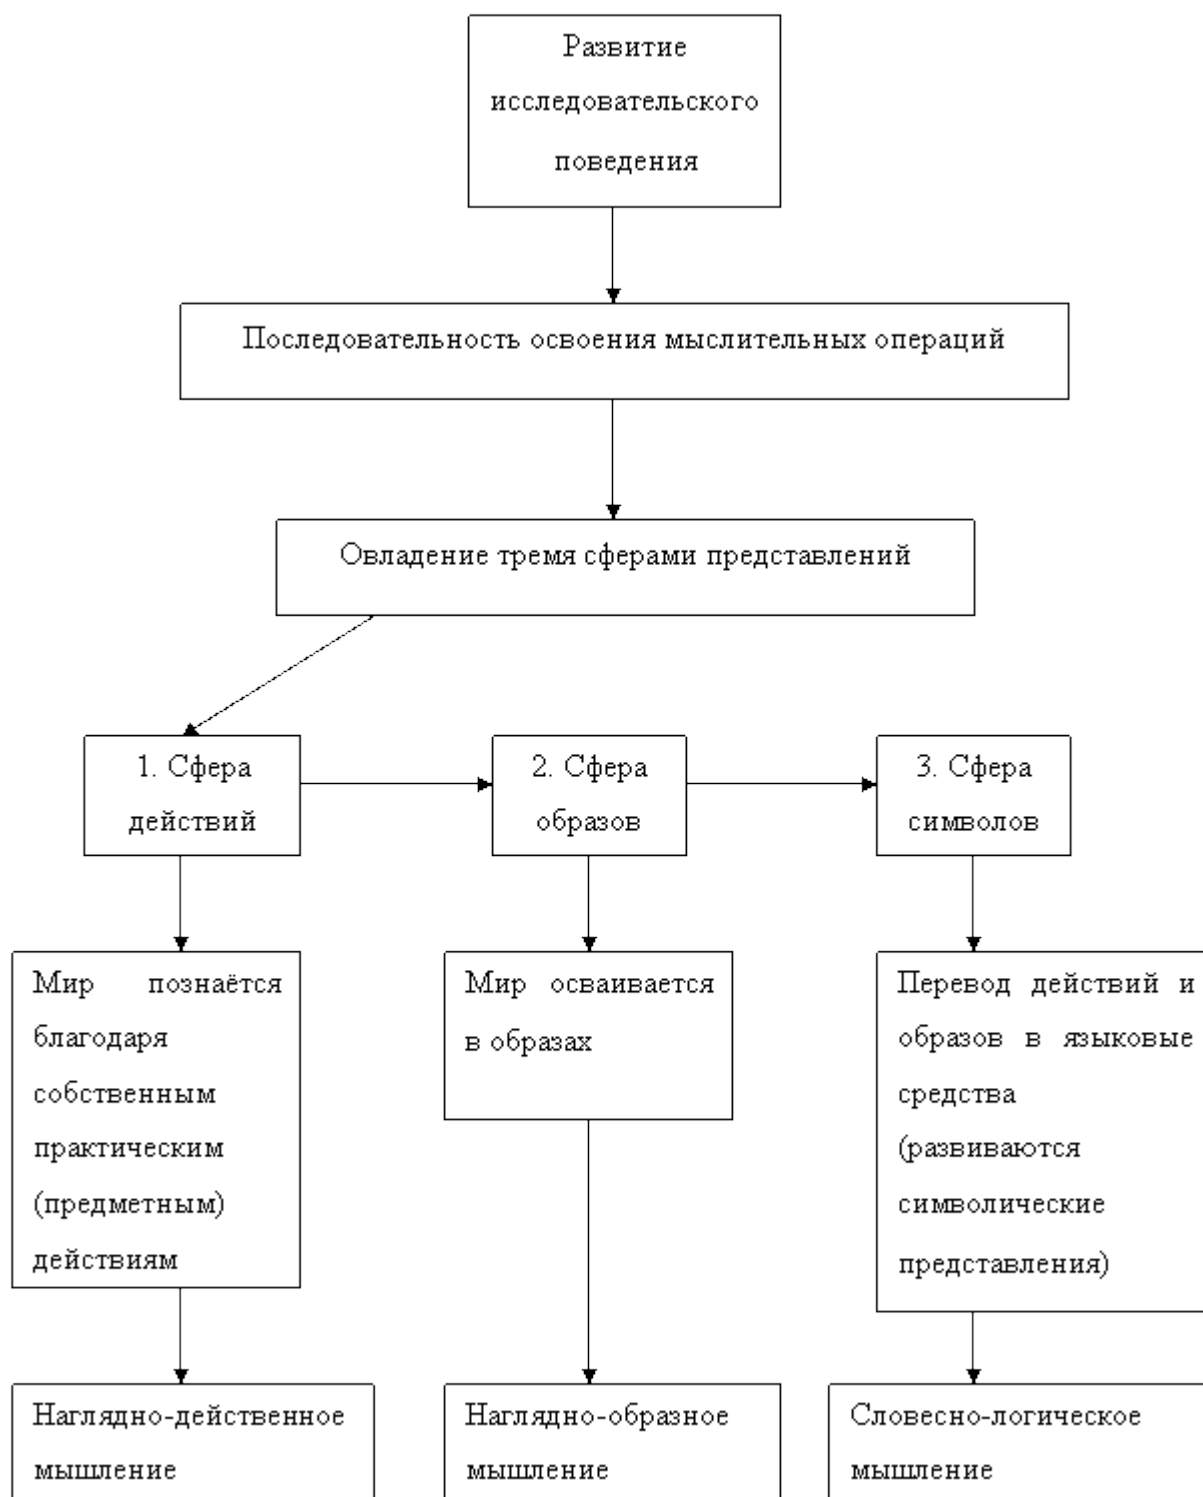 Развитие
исследовательского
поведения
Последовательность освоения мыслительных операций
Овладение тремя сферами представлений
1. Сфера
действий
2. Сфера
образов
3. Сфера
символов
Мир познаётся
благодаря
собственным
практическим
(предметным)
действиям
Мир осваивается
в образах
Перевод действий и
образов в языковые
средства
(развиваются
символические
представления)
Наглядно-действенное
мышление
Наглядно-образное
мышление
Словесно-логическое
мышление